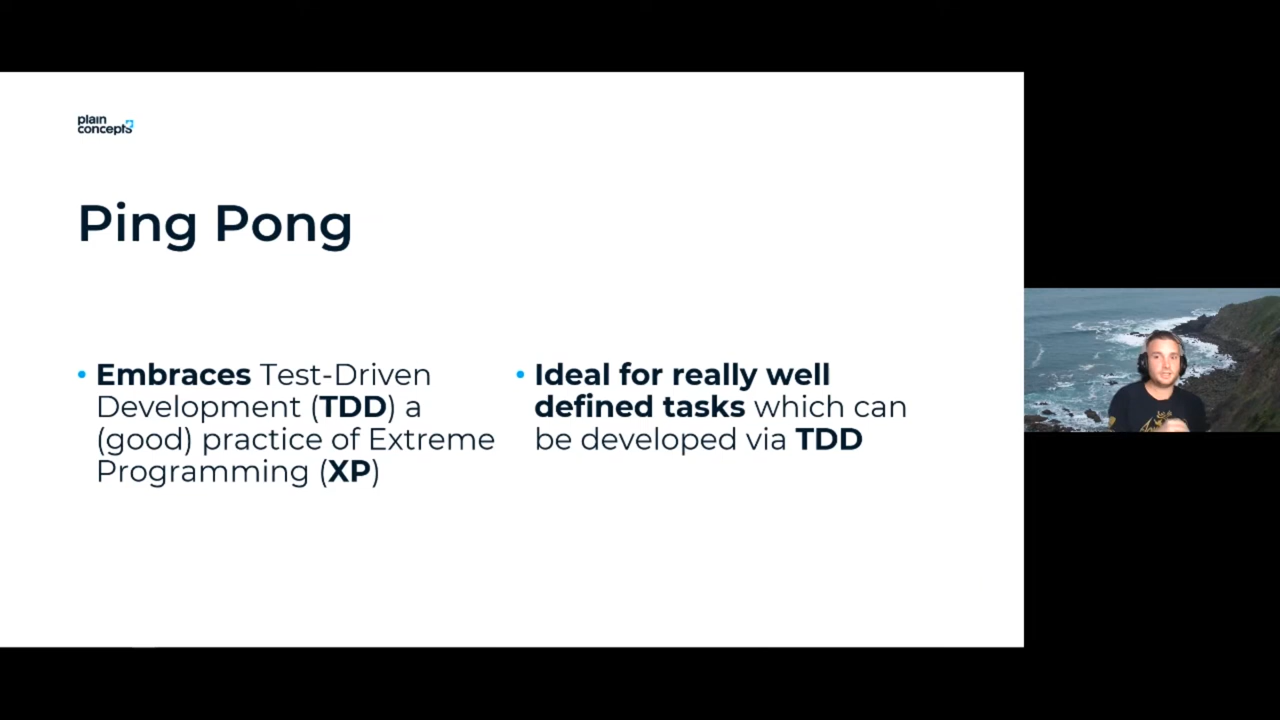 plain
concepts
Ping Pong
• Embraces Test-Driven
Development (TDD) a
(good) practice of Extreme
Programming (XP)
• Ideal for really well
defined tasks which can
be developed via TDD